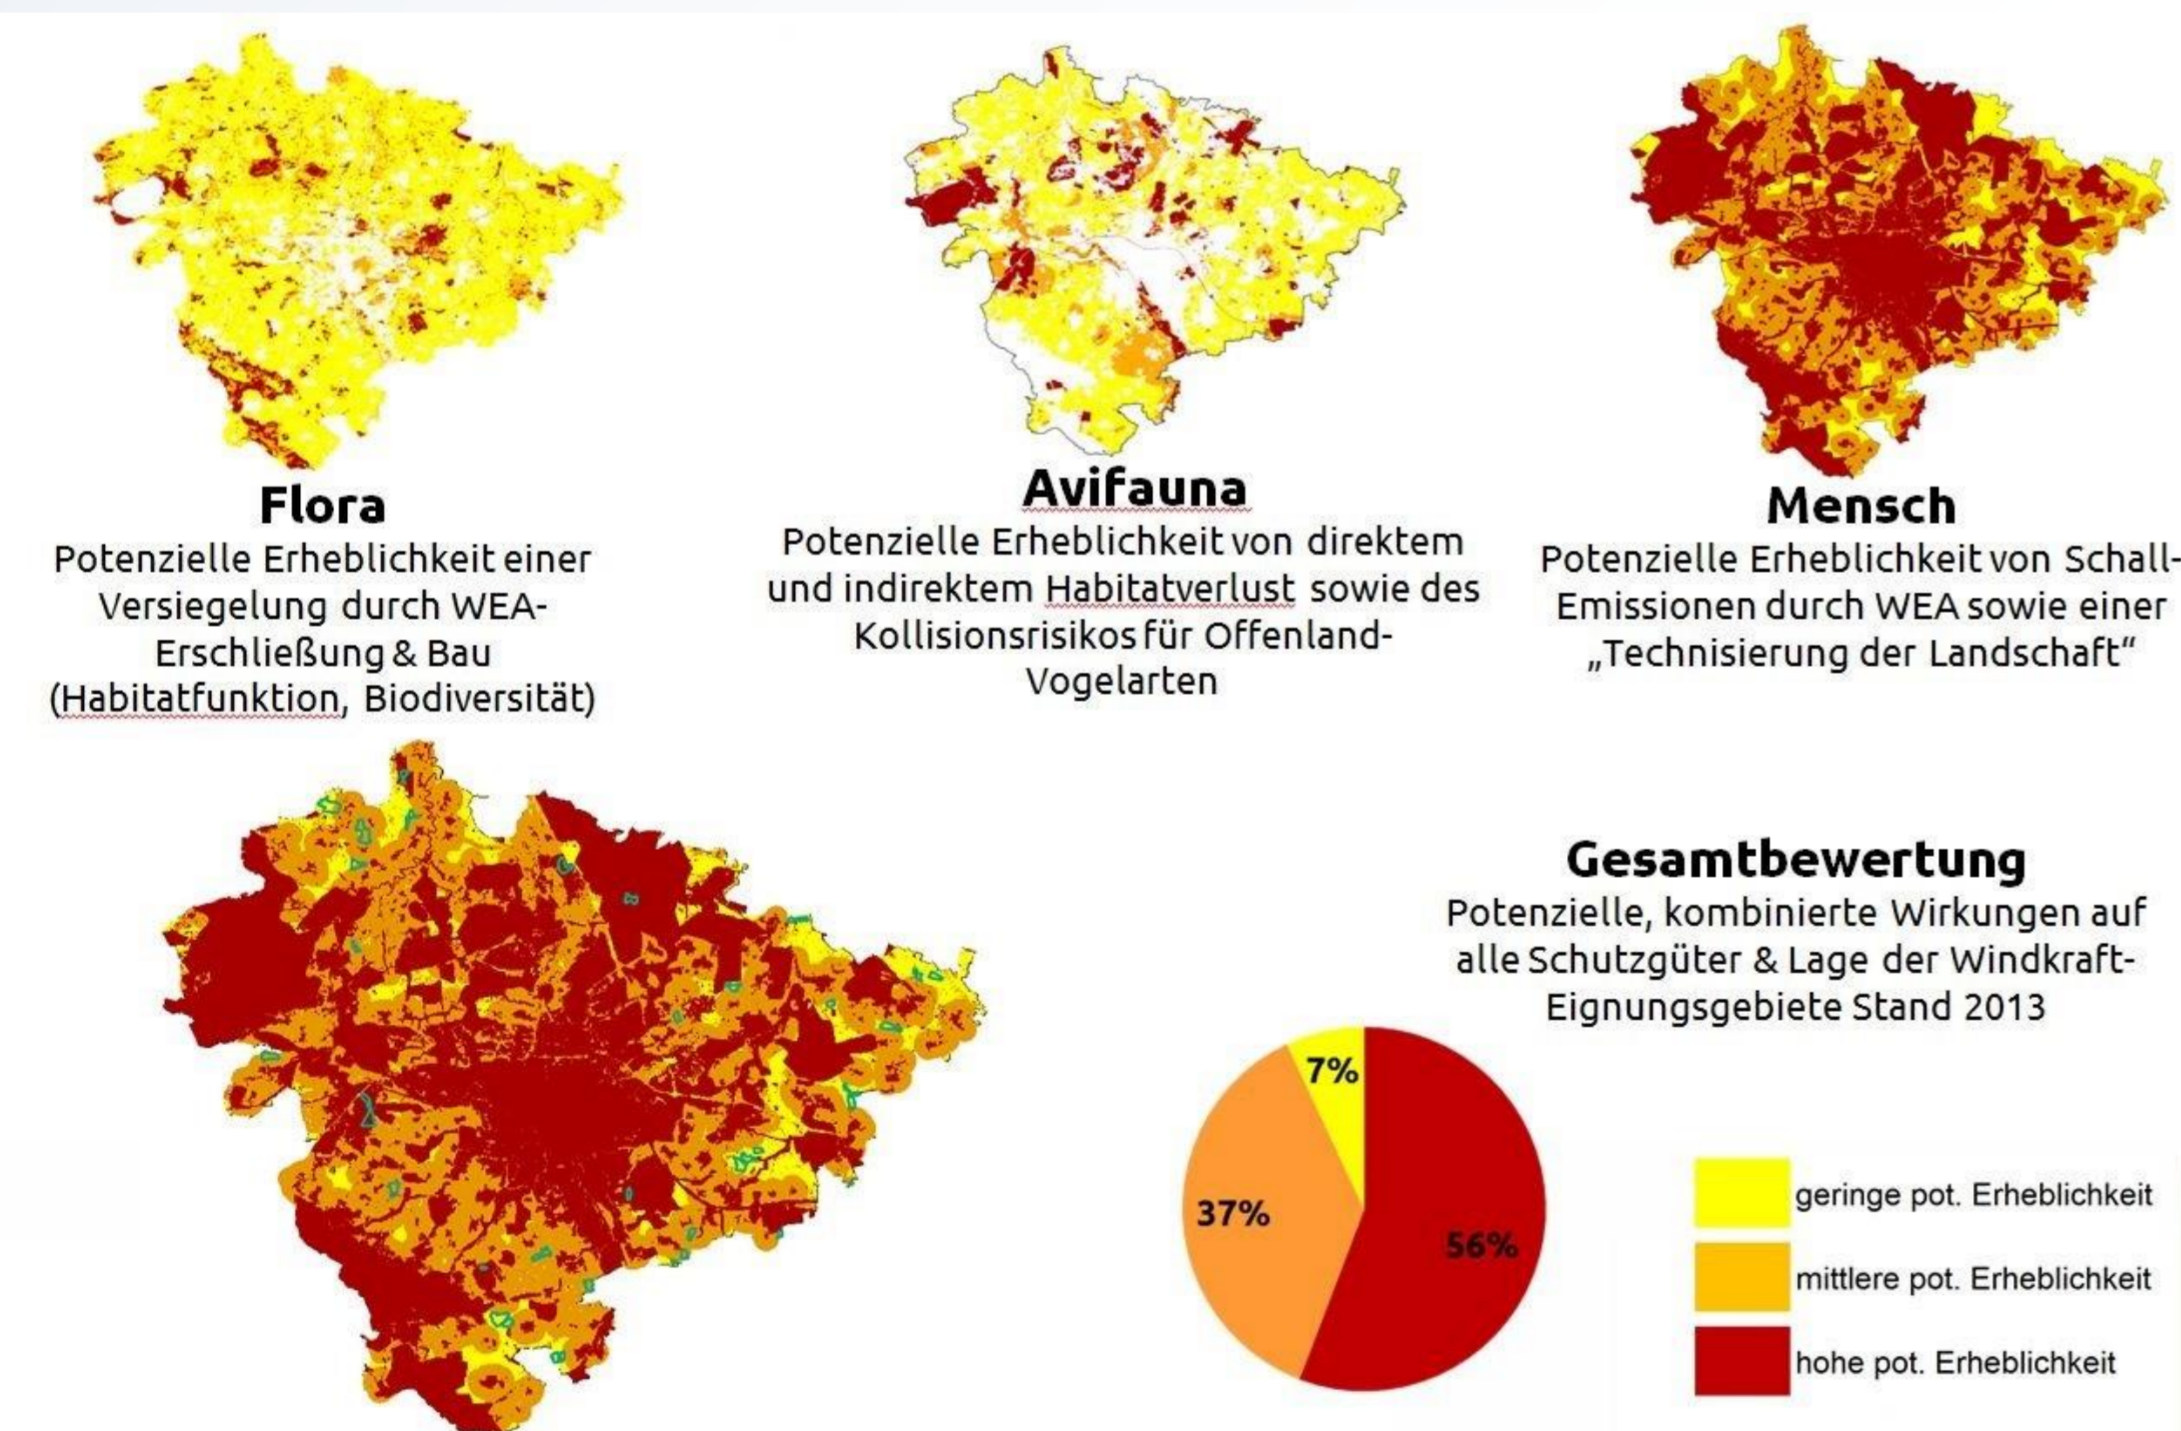 Flora
Potenzielle Erheblichkeit einer
Versiegelung durch WEA-
Erschließung & Bau
(Habitatfunktion, Biodiversität)
Avifauna
Potenzielle Erheblichkeit von direktem
und indirektem Habitatverlust sowie des
Kollisionsrisikos für Offenland-
Vogelarten
Mensch
Potenzielle Erheblichkeit von Schall-
Emissionen durch WEA sowie einer
„Technisierung der Landschaft“
Gesamtbewertung
Potenzielle, kombinierte Wirkungen auf
alle Schutzgüter & Lage der Windkraft-
Eignungsgebiete Stand 2013
7%
37%
56%
geringe pot. Erheblichkeit
mittlere pot. Erheblichkeit
hohe pot. Erheblichkeit